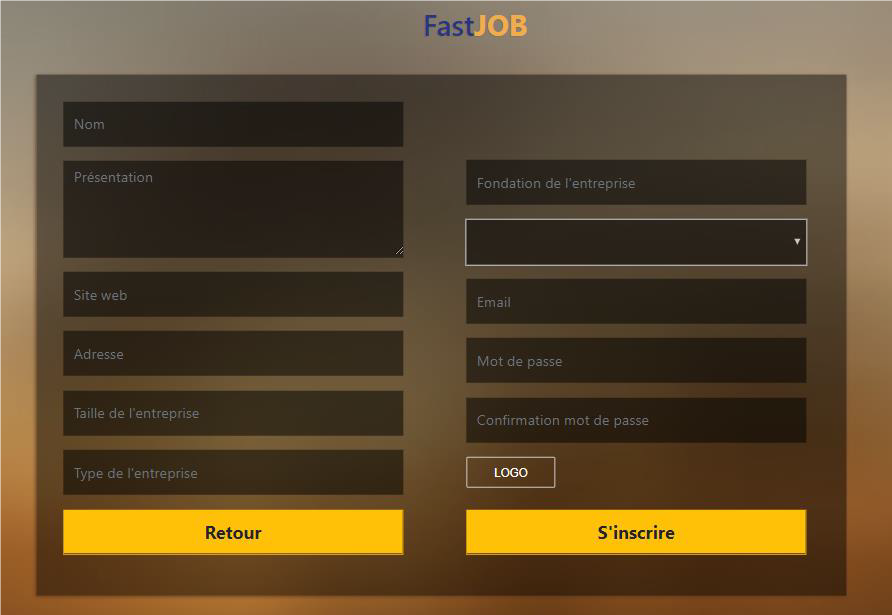 FastJOB
Nom
Présentation
Site web
Adresse
Taille de l'entreprise
Type de l'entreprise
Retour
Fondation de l'entreprise
Email
Mot de passe
Confirmation mot de passe
LOGO
S'inscrire